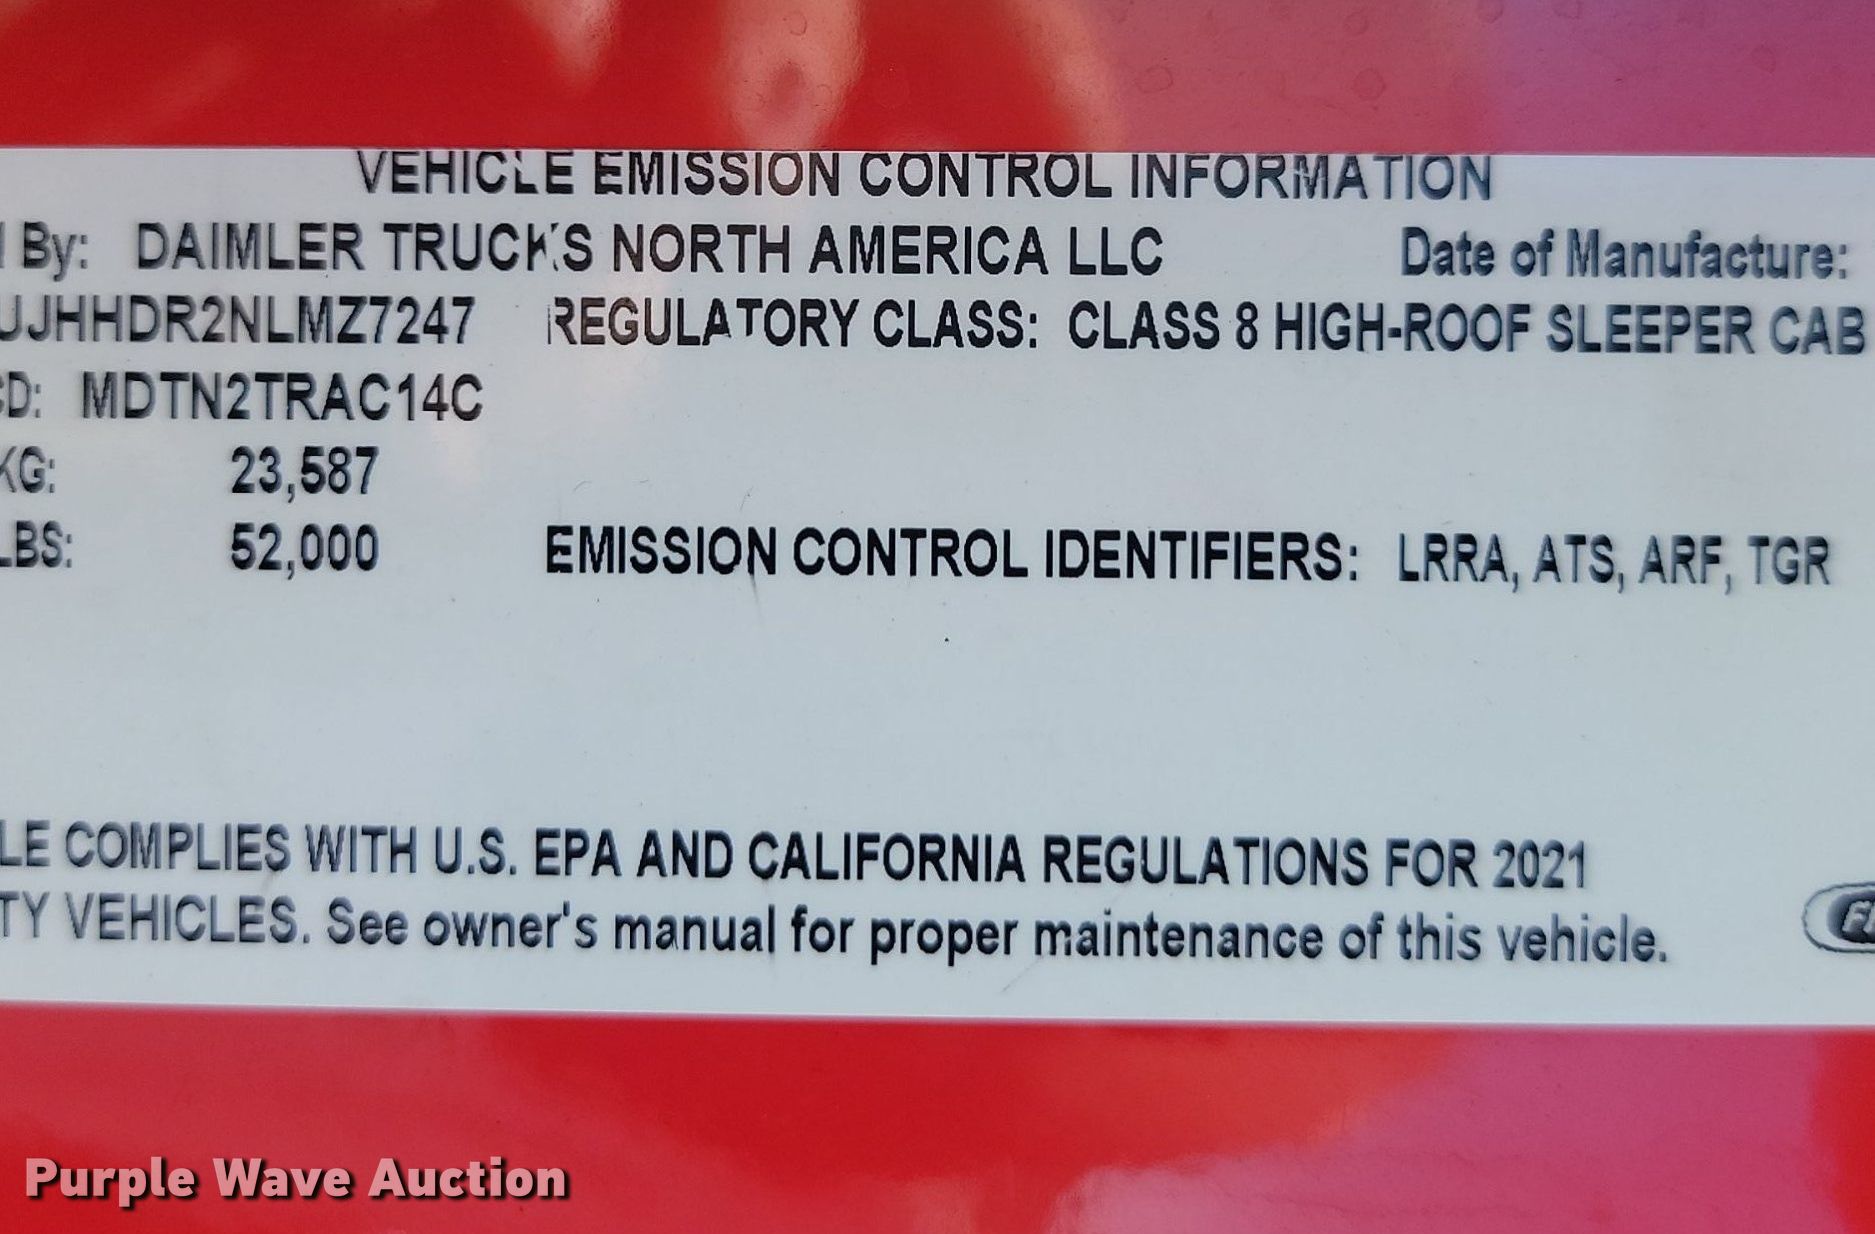 VEHICLE EMISSION CONTROL INFORMATION
By: DAIMLER TRUCKS NORTH AMERICA LLC Date of Manufacture:
UJHHDR2NLMZ7247 REGULATORY CLASS: CLASS 8 HIGH-ROOF SLEEPER CAB
CD: MDTN2TRAC14C
KG: 23,587
LBS: 52,000 EMISSION CONTROL IDENTIFIERS: LRRA, ATS, ARF, TGR
LE COMPLIES WITH U.S. EPA AND CALIFORNIA REGULATIONS FOR 2021
TY VEHICLES. See owner's manual for proper maintenance of this vehicle.
Purple Wave Auction